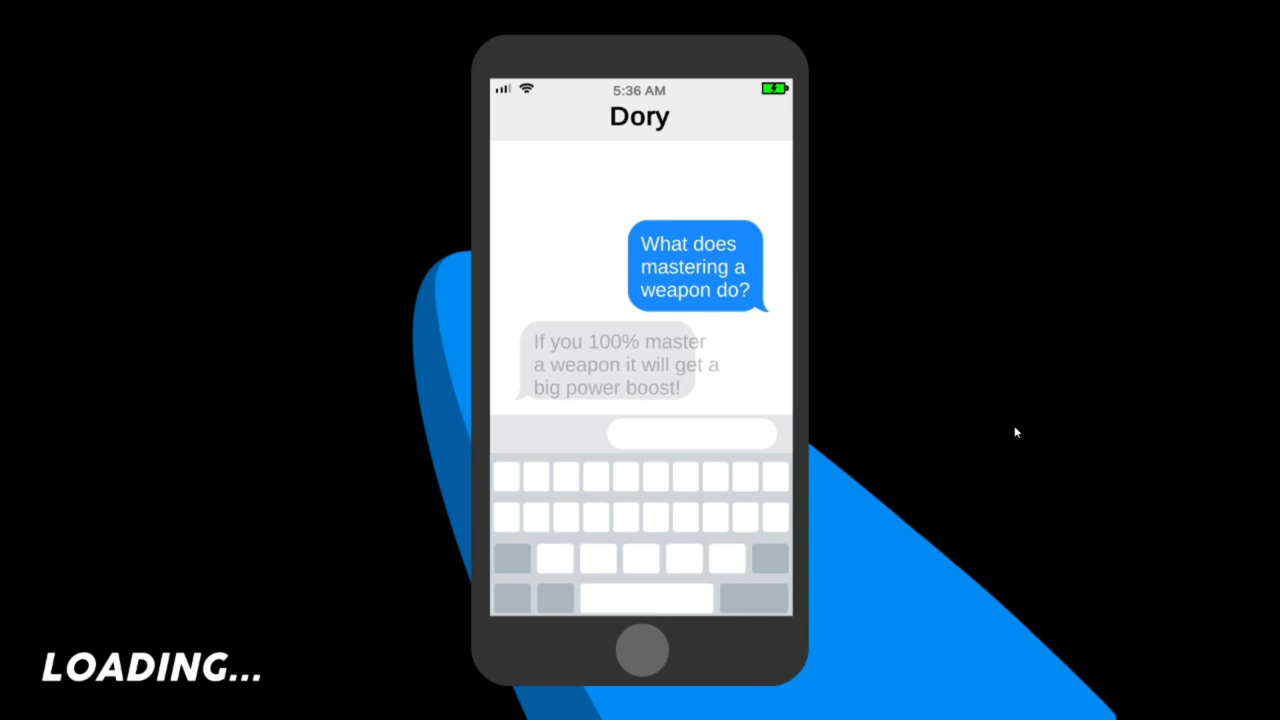 5:36 AM
Dory
What does
mastering a
weapon do?
If you 100% master
a weapon it will get a
big power boost!
LOADING...